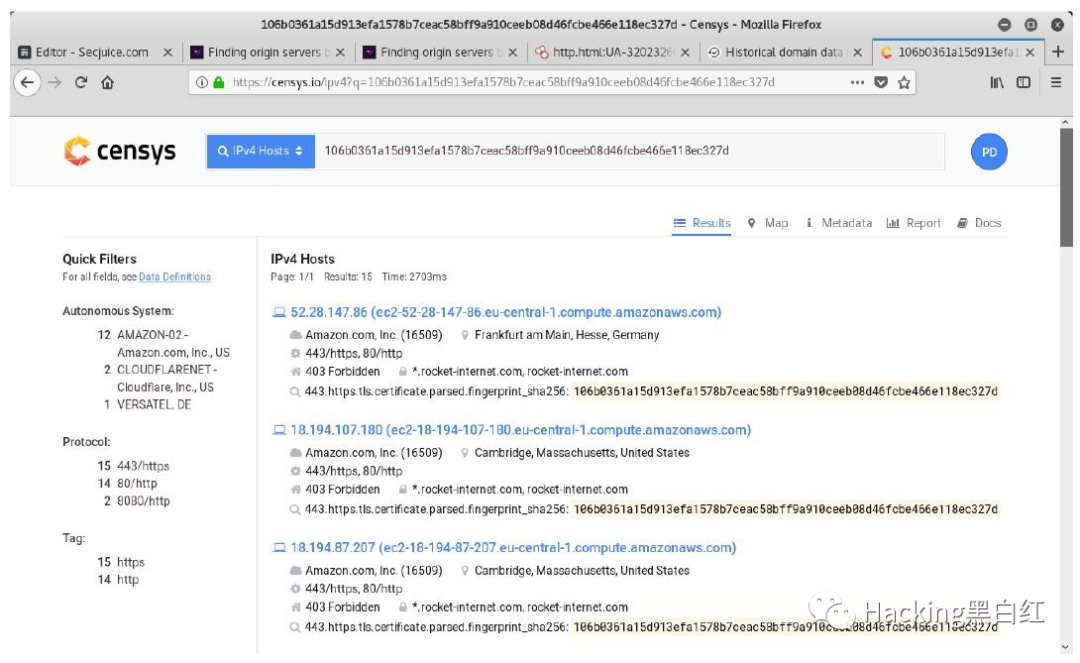 106b0361a15d913efa1578b7ceac58bff9a910ceeb08d46fcbe466e118ec327d - Censys - Mozilla Firefox
Editor - Secjuice.com
Finding origin servers b
Finding origin servers b
http.html:UA-3202326
Historical domain data
106b0361a15d913efa1
https://censys.io/ipv4?q=106b0361a15d913efa1578b7ceac58bff9a910ceeb08d46fcbe466e118ec327d
censys
IPv4 Hosts
106b0361a15d913efa1578b7ceac58bff9a910ceeb08d46fcbe466e118ec327d
PD
Results Map Metadata Report Docs
Quick Filters
For all fields, see Data Definitions
Autonomous System:
12 AMAZON-02 -
Amazon.com, Inc., US
2 CLOUDFLARENET -
Cloudflare, Inc., US
1 VERSATEL, DE
Protocol:
15 443/https
14 80/http
2 8080/http
Tag:
15 https
14 http
IPv4 Hosts
Page: 1/1 Results: 15 Time: 2703ms
52.28.147.86 (ec2-52-28-147-86.eu-central-1.compute.amazonaws.com)
Amazon.com, Inc. (16509) Frankfurt am Main, Hesse, Germany
443/https, 80/http
403 Forbidden *.rocket-internet.com, rocket-internet.com
443.https.tls.certificate.parsed.fingerprint_sha256: 106b0361a15d913efa1578b7ceac58bff9a910ceeb08d46fcbe466e118ec327d
18.194.107.180 (ec2-18-194-107-180.eu-central-1.compute.amazonaws.com)
Amazon.com, Inc. (16509) Cambridge, Massachusetts, United States
443/https, 80/http
403 Forbidden *.rocket-internet.com, rocket-internet.com
443.https.tls.certificate.parsed.fingerprint_sha256: 106b0361a15d913efa1578b7ceac58bff9a910ceeb08d46fcbe466e118ec327d
18.194.87.207 (ec2-18-194-87-207.eu-central-1.compute.amazonaws.com)
Amazon.com, Inc. (16509) Cambridge, Massachusetts, United States
443/https, 80/http
403 Forbidden *.rocket-internet.com, rocket-internet.com
443.https.tls.certificate.parsed.fingerprint_sha256: 106b0361a15d913efa1578b7ceac58bff9a910ceeb08d46fcbe466e118ec327d
Hacking黑白红